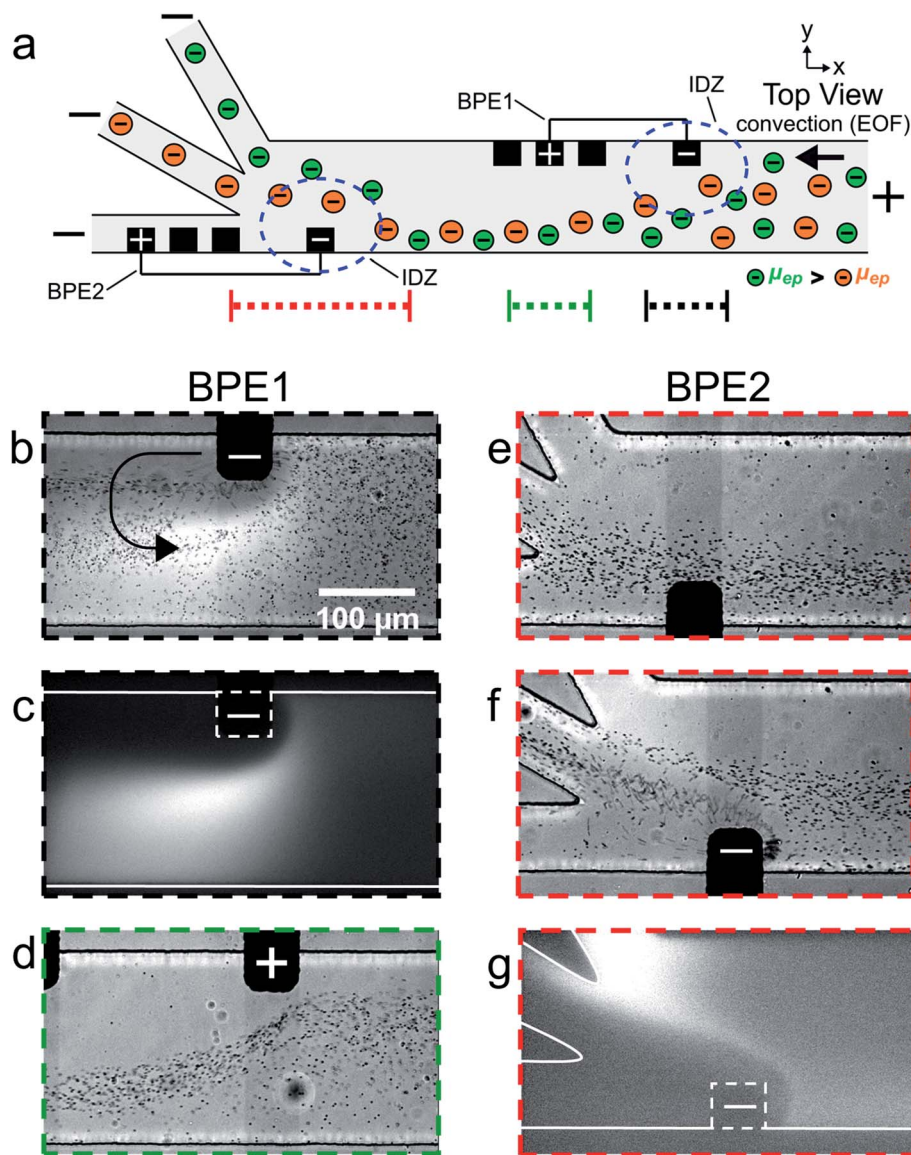 a
y
x
Top View
convection (EOF)
IDZ
BPE1
BPE2
IDZ
μep > μep
BPE1
BPE2
b
100 μm
c
d
e
f
g